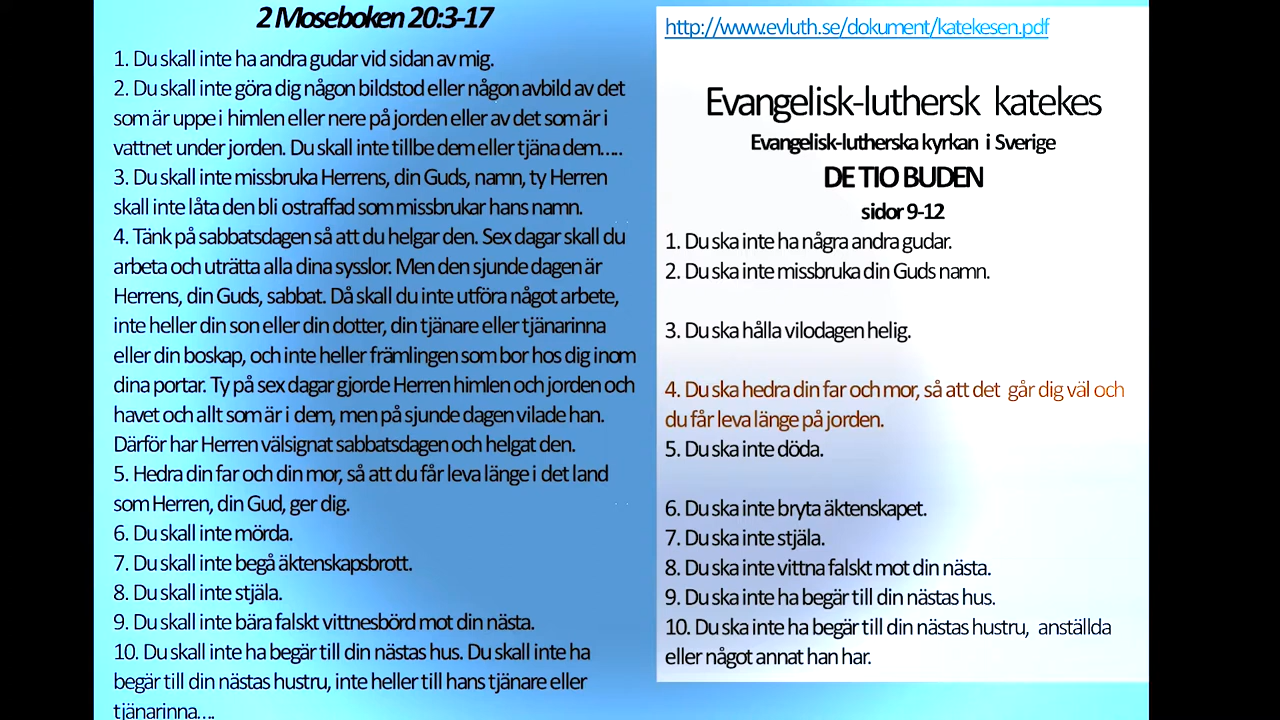 2 Moseboken 20:3-17
1. Du skall inte ha andra gudar vid sidan av mig.
2. Du skall inte göra dig någon bildstod eller någon avbild av det
som är uppe i himlen eller nere på jorden eller av det som är i
vattnet under jorden. Du skall inte tillbe dem eller tjäna dem…..
3. Du skall inte missbruka Herrens, din Guds, namn, ty Herren
skall inte låta den bli ostraffad som missbrukar hans namn.
4. Tänk på sabbatsdagen så att du helgar den. Sex dagar skall du
arbeta och uträtta alla dina sysslor. Men den sjunde dagen är
Herrens, din Guds, sabbat. Då skall du inte utföra något arbete,
inte heller din son eller din dotter, din tjänare eller tjänarinna
eller din boskap, och inte heller främlingen som bor hos dig inom
dina portar. Ty på sex dagar gjorde Herren himlen och jorden och
havet och allt som är i dem, men på sjunde dagen vilade han.
Därför har Herren välsignat sabbatsdagen och helgat den.
5. Hedra din far och din mor, så att du får leva länge i det land
som Herren, din Gud, ger dig.
6. Du skall inte mörda.
7. Du skall inte begå äktenskapsbrott.
8. Du skall inte stjäla.
9. Du skall inte bära falskt vittnesbörd mot din nästa.
10. Du skall inte ha begär till din nästas hus. Du skall inte ha
begär till din nästas hustru, inte heller till hans tjänare eller
tjänarinna….
http://www.evluth.se/dokument/katekesen.pdf
Evangelisk-luthersk katekes
Evangelisk-lutherska kyrkan i Sverige
DE TIO BUDEN
sidor 9-12
1. Du ska inte ha några andra gudar.
2. Du ska inte missbruka din Guds namn.
3. Du ska hålla vilodagen helig.
4. Du ska hedra din far och mor, så att det går dig väl och
du får leva länge på jorden.
5. Du ska inte döda.
6. Du ska inte bryta äktenskapet.
7. Du ska inte stjäla.
8. Du ska inte vittna falskt mot din nästa.
9. Du ska inte ha begär till din nästas hus.
10. Du ska inte ha begär till din nästas hustru, anställda
eller något annat han har.